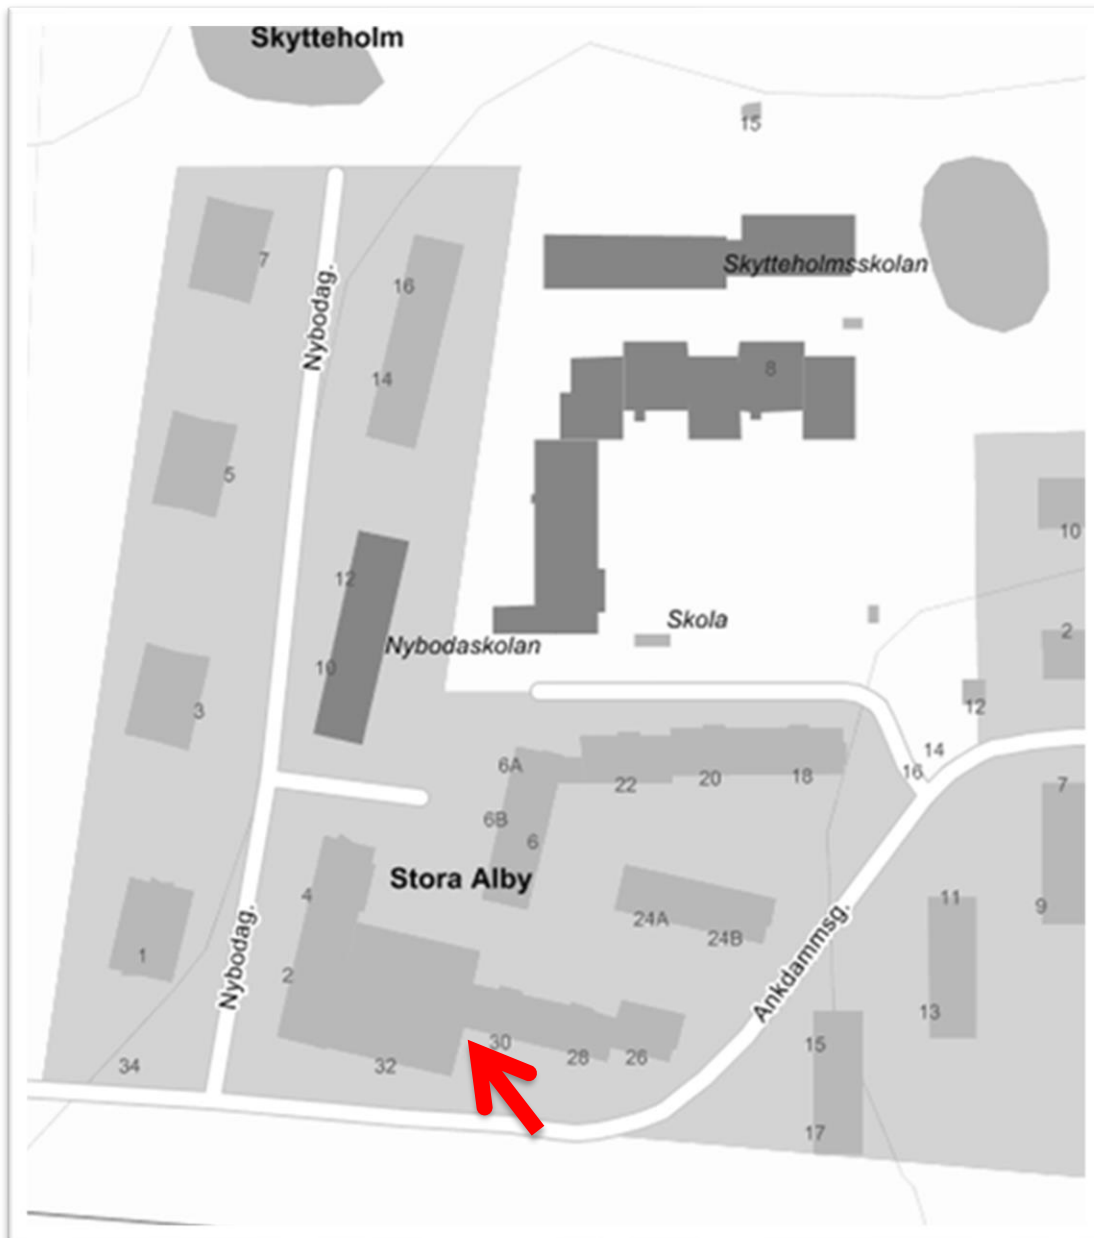 Skytteholm
15
7
Nybodag.
16
Skytteholmsskolan
14
8
5
10
12
Skola
2
Nybodaskolan
10
3
12
14
6A
16
22
20
18
7
6B
6
Stora Alby
4
24A
24B
11
9
Ankdammsg.
1
Nybodag.
2
13
30
15
28
26
34
32
17